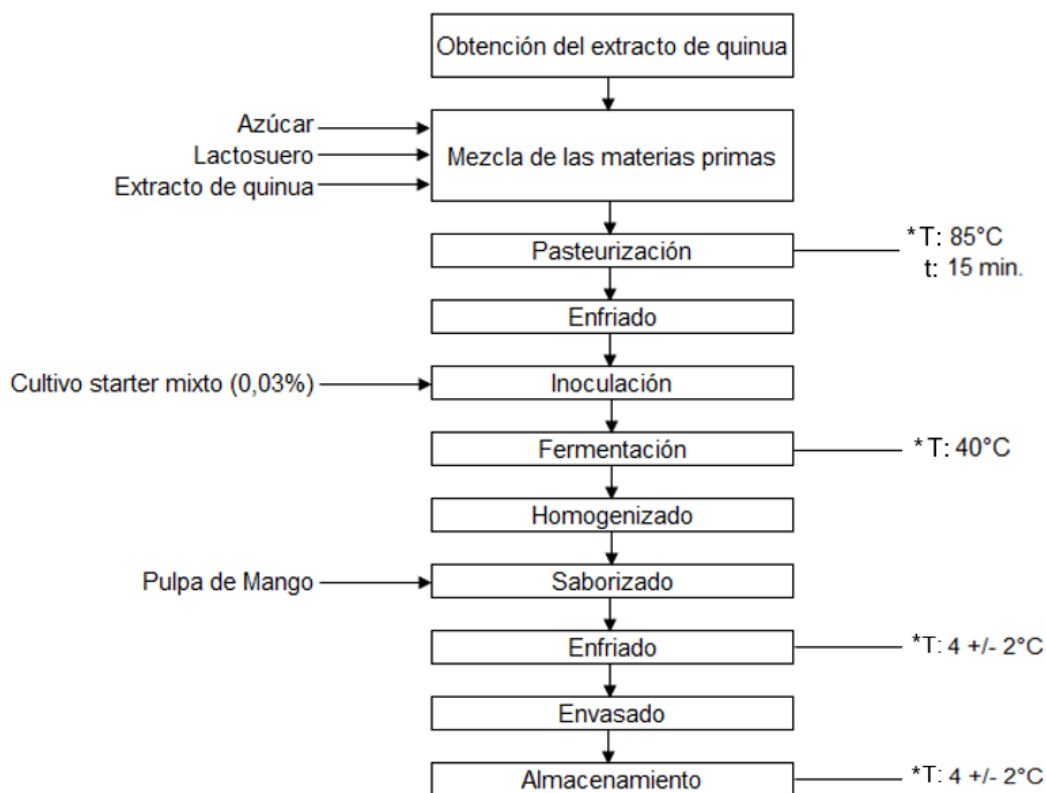 Obtención del extracto de quinua
Azúcar
Lactosuero
Extracto de quinua
Mezcla de las materias primas
Pasteurización
*T: 85°C
t: 15 min.
Enfriado
Cultivo starter mixto (0,03%)
Inoculación
Fermentación
*T: 40°C
Homogenizado
Pulpa de Mango
Saborizado
Enfriado
*T: 4 +/- 2°C
Envasado
Almacenamiento
*T: 4 +/- 2°C